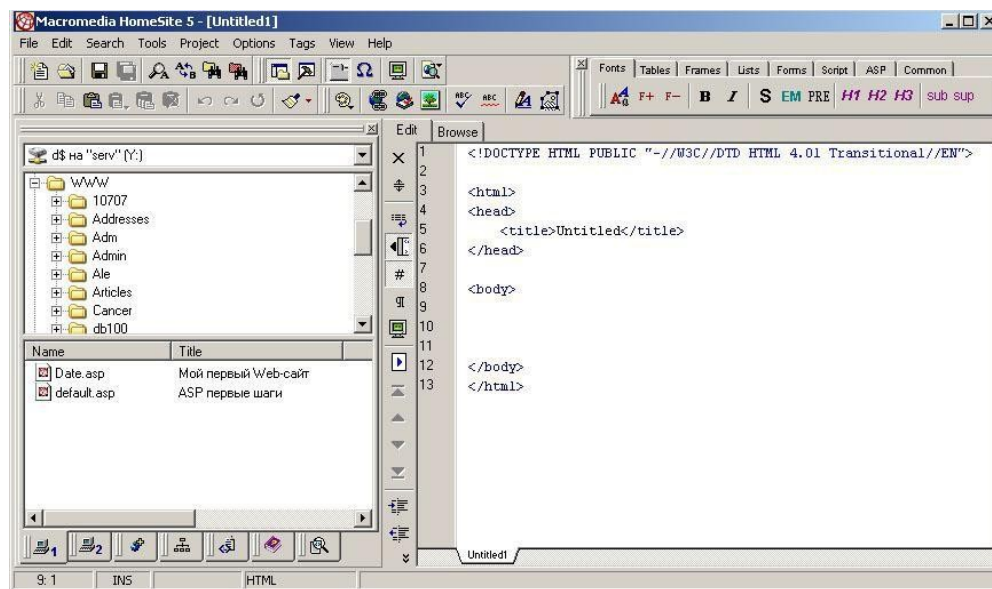 Macromedia HomeSite 5 - [Untitled1]
File Edit Search Tools Project Options Tags View Help
Fonts Tables Frames Lists Forms Script ASP Common
F+ F- B I S EM PRE H1 H2 H3 sub sup
Edit Browse
d$ на "serv" (Y:)
WWW
10707
Addresses
Adm
Admin
Ale
Articles
Cancer
db100
Name Title
Date.asp Мой первый Web-сайт
default.asp ASP первые шаги
1 <!DOCTYPE HTML PUBLIC "-//W3C//DTD HTML 4.01 Transitional//EN">
2
3 <html>
4 <head>
5 <title>Untitled</title>
6 </head>
7
8 <body>
9
10
11
12 </body>
13 </html>
1 2
Untitled1
9: 1 INS HTML